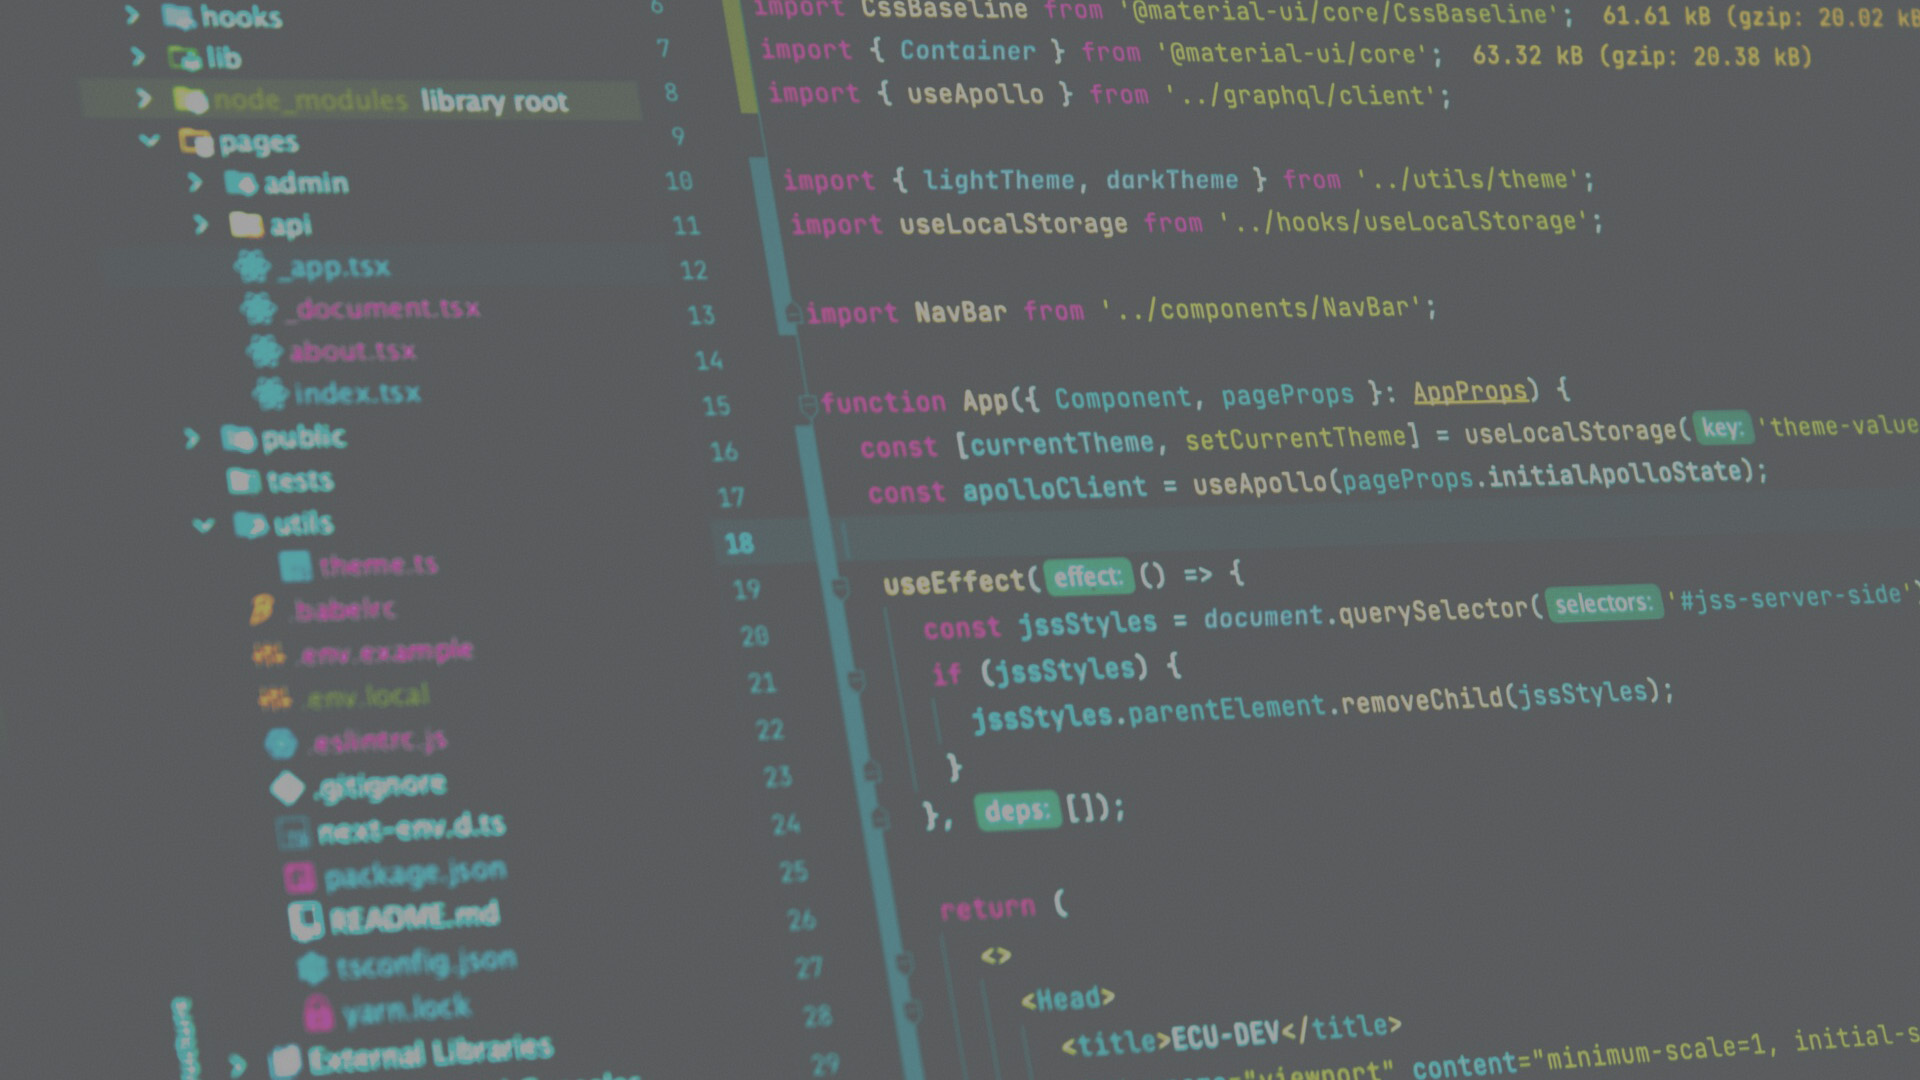 hooks
lib
node_modules library root
pages
admin
api
_app.tsx
_document.tsx
about.tsx
index.tsx
public
tests
utils
theme.ts
.babelrc
.env.example
.env.local
.eslintrc.js
.gitignore
next-env.d.ts
package.json
README.md
tsconfig.json
yarn.lock
External Libraries
6 import CssBaseline from '@material-ui/core/CssBaseline'; 61.61 kB (gzip: 20.02 kB
7 import { Container } from '@material-ui/core'; 63.32 kB (gzip: 20.38 kB)
8 import { useApollo } from '../graphql/client';
9
10 import { lightTheme, darkTheme } from '../utils/theme';
11 import useLocalStorage from '../hooks/useLocalStorage';
12
13 import NavBar from '../components/NavBar';
14
15 function App({ Component, pageProps }: AppProps) {
16 const [currentTheme, setCurrentTheme] = useLocalStorage( key: 'theme-value
17 const apolloClient = useApollo(pageProps.initialApolloState);
18
19 useEffect( effect: () => {
20 const jssStyles = document.querySelector( selectors: '#jss-server-side'
21 if (jssStyles) {
22 jssStyles.parentElement.removeChild(jssStyles);
23 }
24 }, deps: []);
25
26 return (
27 <>
28 <Head>
29 <title>ECU-DEV</title>
"viewport" content="minimum-scale=1, initial-s